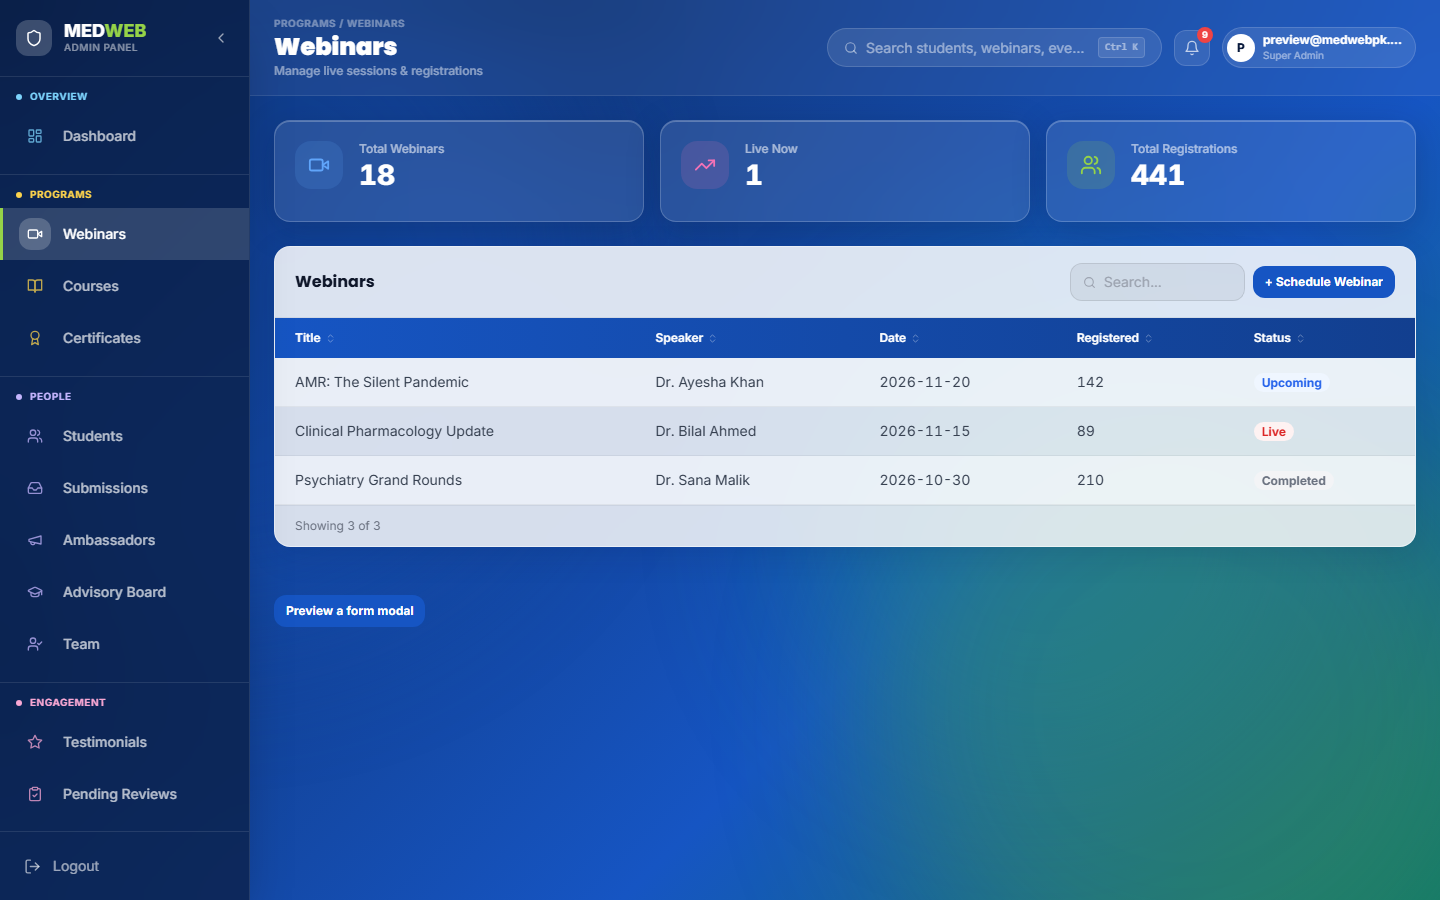 MEDWEB
ADMIN PANEL
OVERVIEW
Dashboard
PROGRAMS
Webinars
Courses
Certificates
PEOPLE
Students
Submissions
Ambassadors
Advisory Board
Team
ENGAGEMENT
Testimonials
Pending Reviews
Logout
PROGRAMS / WEBINARS
Webinars
Manage live sessions & registrations
Search students, webinars, eve... Ctrl K
9
P
preview@medwebpk....
Super Admin
Total Webinars
18
Live Now
1
Total Registrations
441
Webinars
Search...
+ Schedule Webinar
Title Speaker Date Registered Status
AMR: The Silent Pandemic Dr. Ayesha Khan 2026-11-20 142 Upcoming
Clinical Pharmacology Update Dr. Bilal Ahmed 2026-11-15 89 Live
Psychiatry Grand Rounds Dr. Sana Malik 2026-10-30 210 Completed
Showing 3 of 3
Preview a form modal